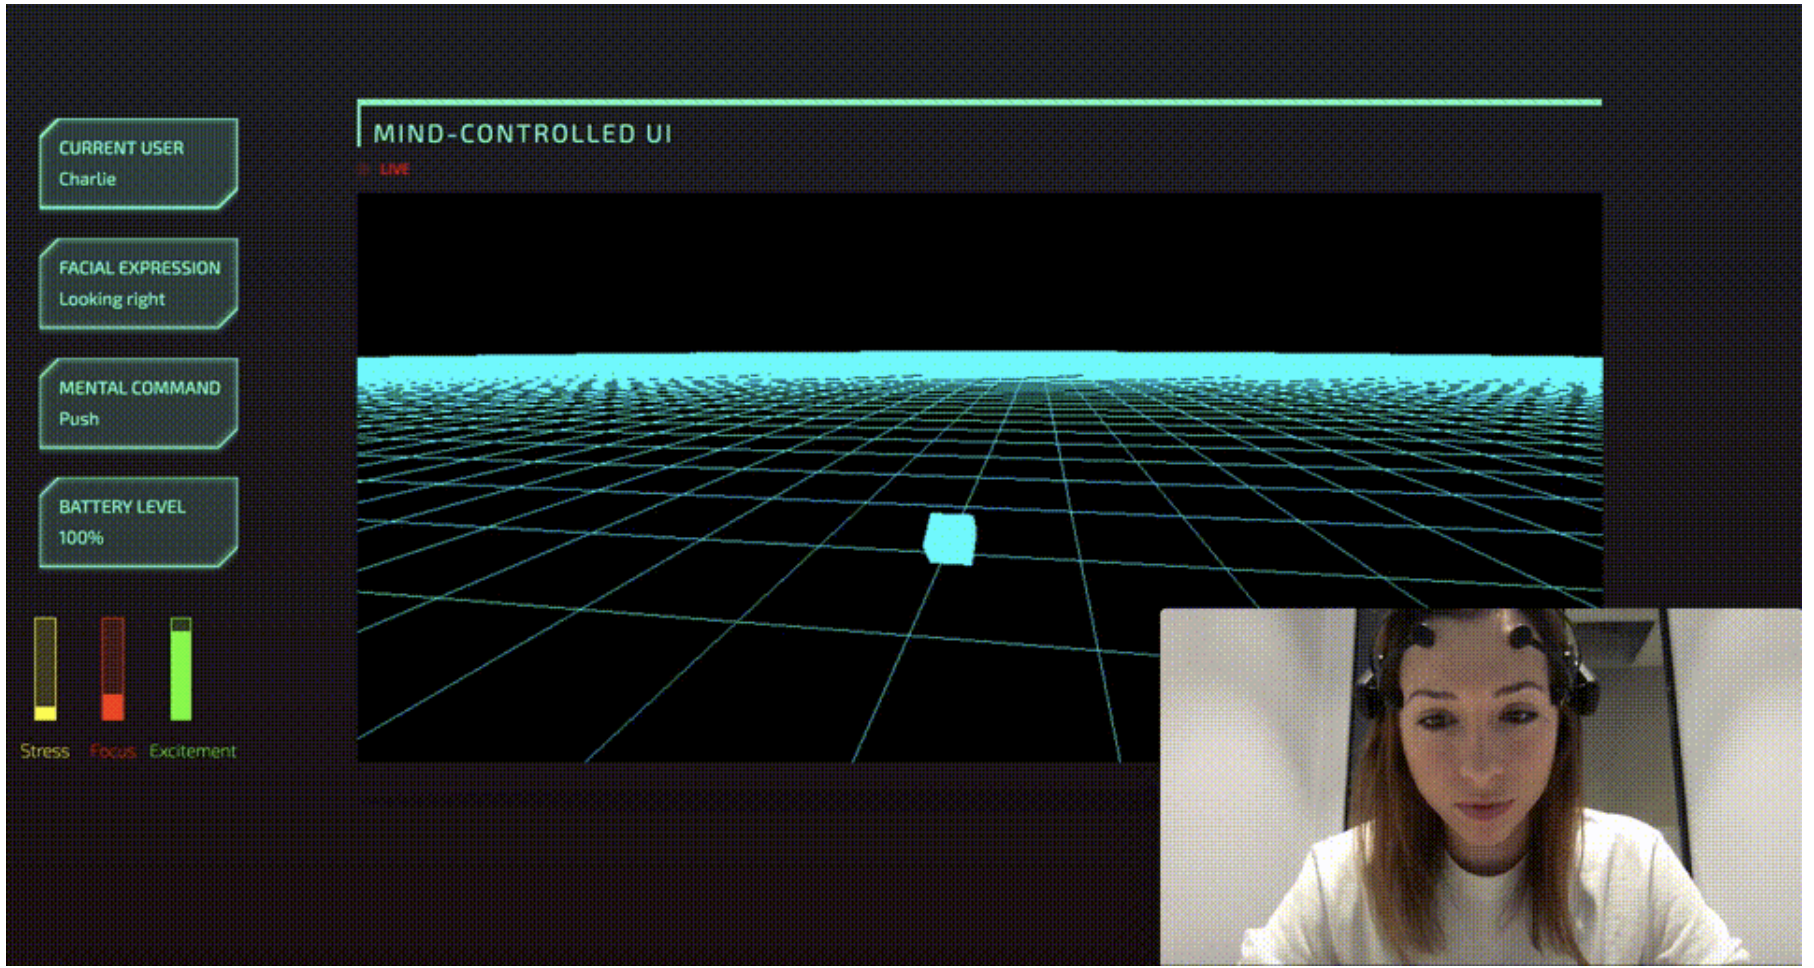 MIND-CONTROLLED UI
LIVE
CURRENT USER
Charlie
FACIAL EXPRESSION
Looking right
MENTAL COMMAND
Push
BATTERY LEVEL
100%
Stress Focus Excitement